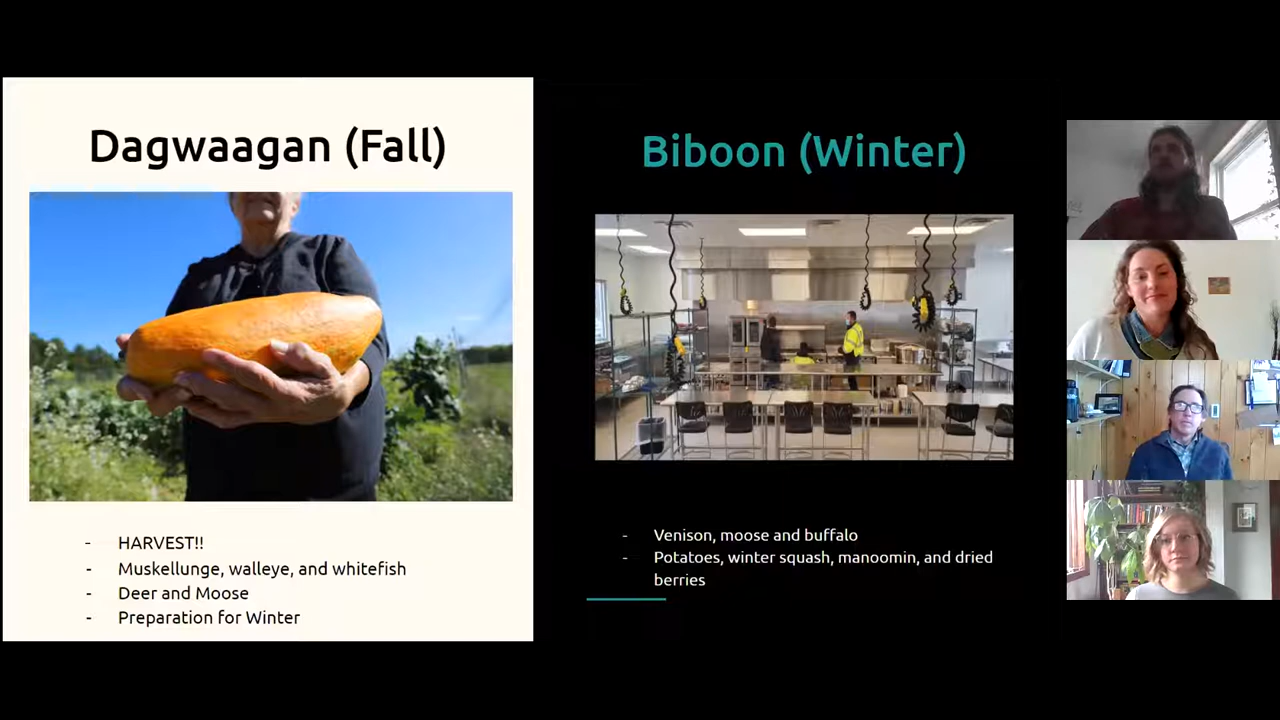 Dagwaagan (Fall)
- HARVEST!!
- Muskellunge, walleye, and whitefish
- Deer and Moose
- Preparation for Winter
Biboon (Winter)
- Venison, moose and buffalo
- Potatoes, winter squash, manoomin, and dried
berries